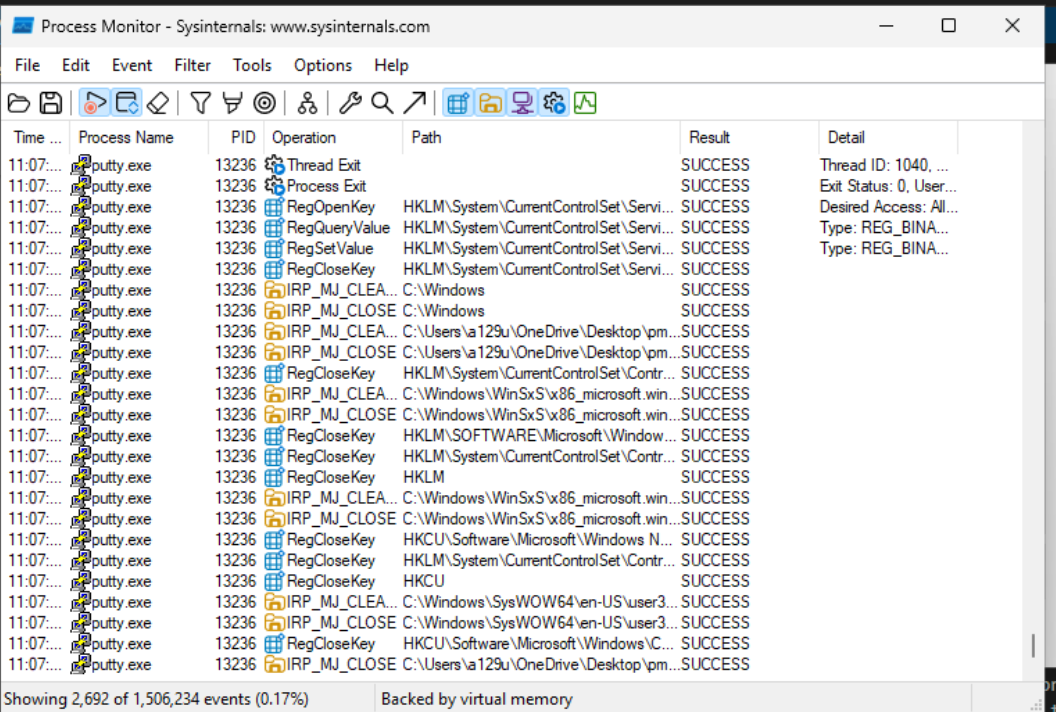 Process Monitor - Sysinternals: www.sysinternals.com
File Edit Event Filter Tools Options Help
Time ... Process Name PID Operation Path Result Detail
11:07:... putty.exe 13236 Thread Exit SUCCESS Thread ID: 1040, ...
11:07:... putty.exe 13236 Process Exit SUCCESS Exit Status: 0, User...
11:07:... putty.exe 13236 RegOpenKey HKLM\System\CurrentControlSet\Servi... SUCCESS Desired Access: All...
11:07:... putty.exe 13236 RegQueryValue HKLM\System\CurrentControlSet\Servi... SUCCESS Type: REG_BINA...
11:07:... putty.exe 13236 RegSetValue HKLM\System\CurrentControlSet\Servi... SUCCESS Type: REG_BINA...
11:07:... putty.exe 13236 RegCloseKey HKLM\System\CurrentControlSet\Servi... SUCCESS
11:07:... putty.exe 13236 IRP_MJ_CLEA... C:\Windows SUCCESS
11:07:... putty.exe 13236 IRP_MJ_CLOSE C:\Windows SUCCESS
11:07:... putty.exe 13236 IRP_MJ_CLEA... C:\Users\a129u\OneDrive\Desktop\pm... SUCCESS
11:07:... putty.exe 13236 IRP_MJ_CLOSE C:\Users\a129u\OneDrive\Desktop\pm... SUCCESS
11:07:... putty.exe 13236 RegCloseKey HKLM\System\CurrentControlSet\Contr... SUCCESS
11:07:... putty.exe 13236 IRP_MJ_CLEA... C:\Windows\WinSxS\x86_microsoft.win... SUCCESS
11:07:... putty.exe 13236 IRP_MJ_CLOSE C:\Windows\WinSxS\x86_microsoft.win... SUCCESS
11:07:... putty.exe 13236 RegCloseKey HKLM\SOFTWARE\Microsoft\Window... SUCCESS
11:07:... putty.exe 13236 RegCloseKey HKLM\System\CurrentControlSet\Contr... SUCCESS
11:07:... putty.exe 13236 RegCloseKey HKLM SUCCESS
11:07:... putty.exe 13236 IRP_MJ_CLEA... C:\Windows\WinSxS\x86_microsoft.win... SUCCESS
11:07:... putty.exe 13236 IRP_MJ_CLOSE C:\Windows\WinSxS\x86_microsoft.win... SUCCESS
11:07:... putty.exe 13236 RegCloseKey HKCU\Software\Microsoft\Windows N... SUCCESS
11:07:... putty.exe 13236 RegCloseKey HKLM\System\CurrentControlSet\Contr... SUCCESS
11:07:... putty.exe 13236 RegCloseKey HKCU SUCCESS
11:07:... putty.exe 13236 IRP_MJ_CLEA... C:\Windows\SysWOW64\en-US\user3... SUCCESS
11:07:... putty.exe 13236 IRP_MJ_CLOSE C:\Windows\SysWOW64\en-US\user3... SUCCESS
11:07:... putty.exe 13236 RegCloseKey HKCU\Software\Microsoft\Windows\C... SUCCESS
11:07:... putty.exe 13236 IRP_MJ_CLOSE C:\Users\a129u\OneDrive\Desktop\pm... SUCCESS
Showing 2,692 of 1,506,234 events (0.17%) Backed by virtual memory